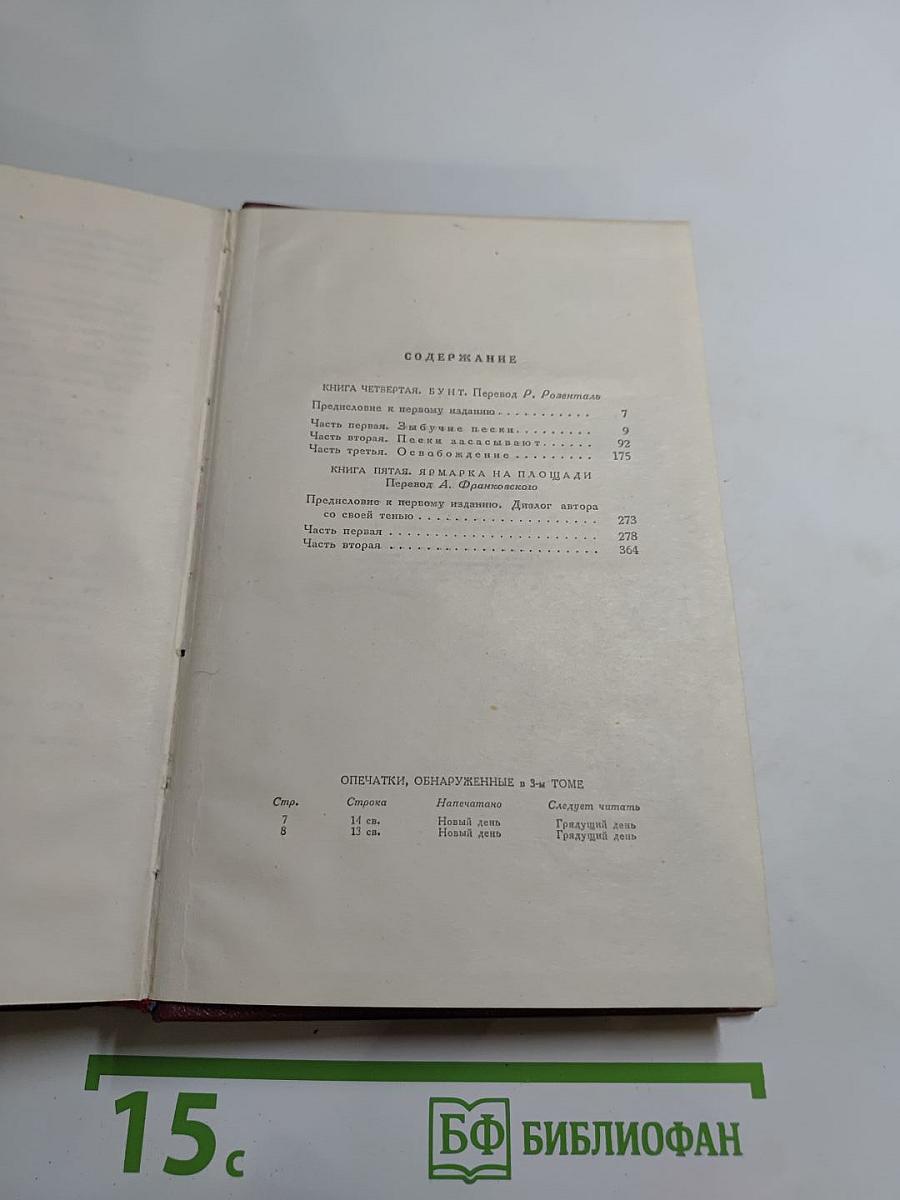 СОДЕРЖАНИЕ
КНИГА ЧЕТВЕРТАЯ. БУНТ. Перевод Р. Розенталь
Предисловие к первому изданию . . . . . . . . . . . 7
Часть первая. Зыбучие пески . . . . . . . . . 9
Часть вторая. Пески засасывают . . . . . . 92
Часть третья. Освобождение . . . . . . . . . 175
КНИГА ПЯТАЯ. ЯРМАРКА НА ПЛОЩАДИ
Перевод А. Франковского
Предисловие к первому изданию. Диалог автора
со своей тенью . . . . . . . . . . . . . . . . . . . . 273
Часть первая . . . . . . . . . . . . . . . . . . . . . . . 278
Часть вторая . . . . . . . . . . . . . . . . . . . . . . . 364
ОПЕЧАТКИ, ОБНАРУЖЕННЫЕ в 3-м ТОМЕ
Стр. Строка Напечатано Следует читать
7 14 св. Новый день Грядущий день
8 13 св. Новый день Грядущий день
15 с БФ БИБЛИОФАН